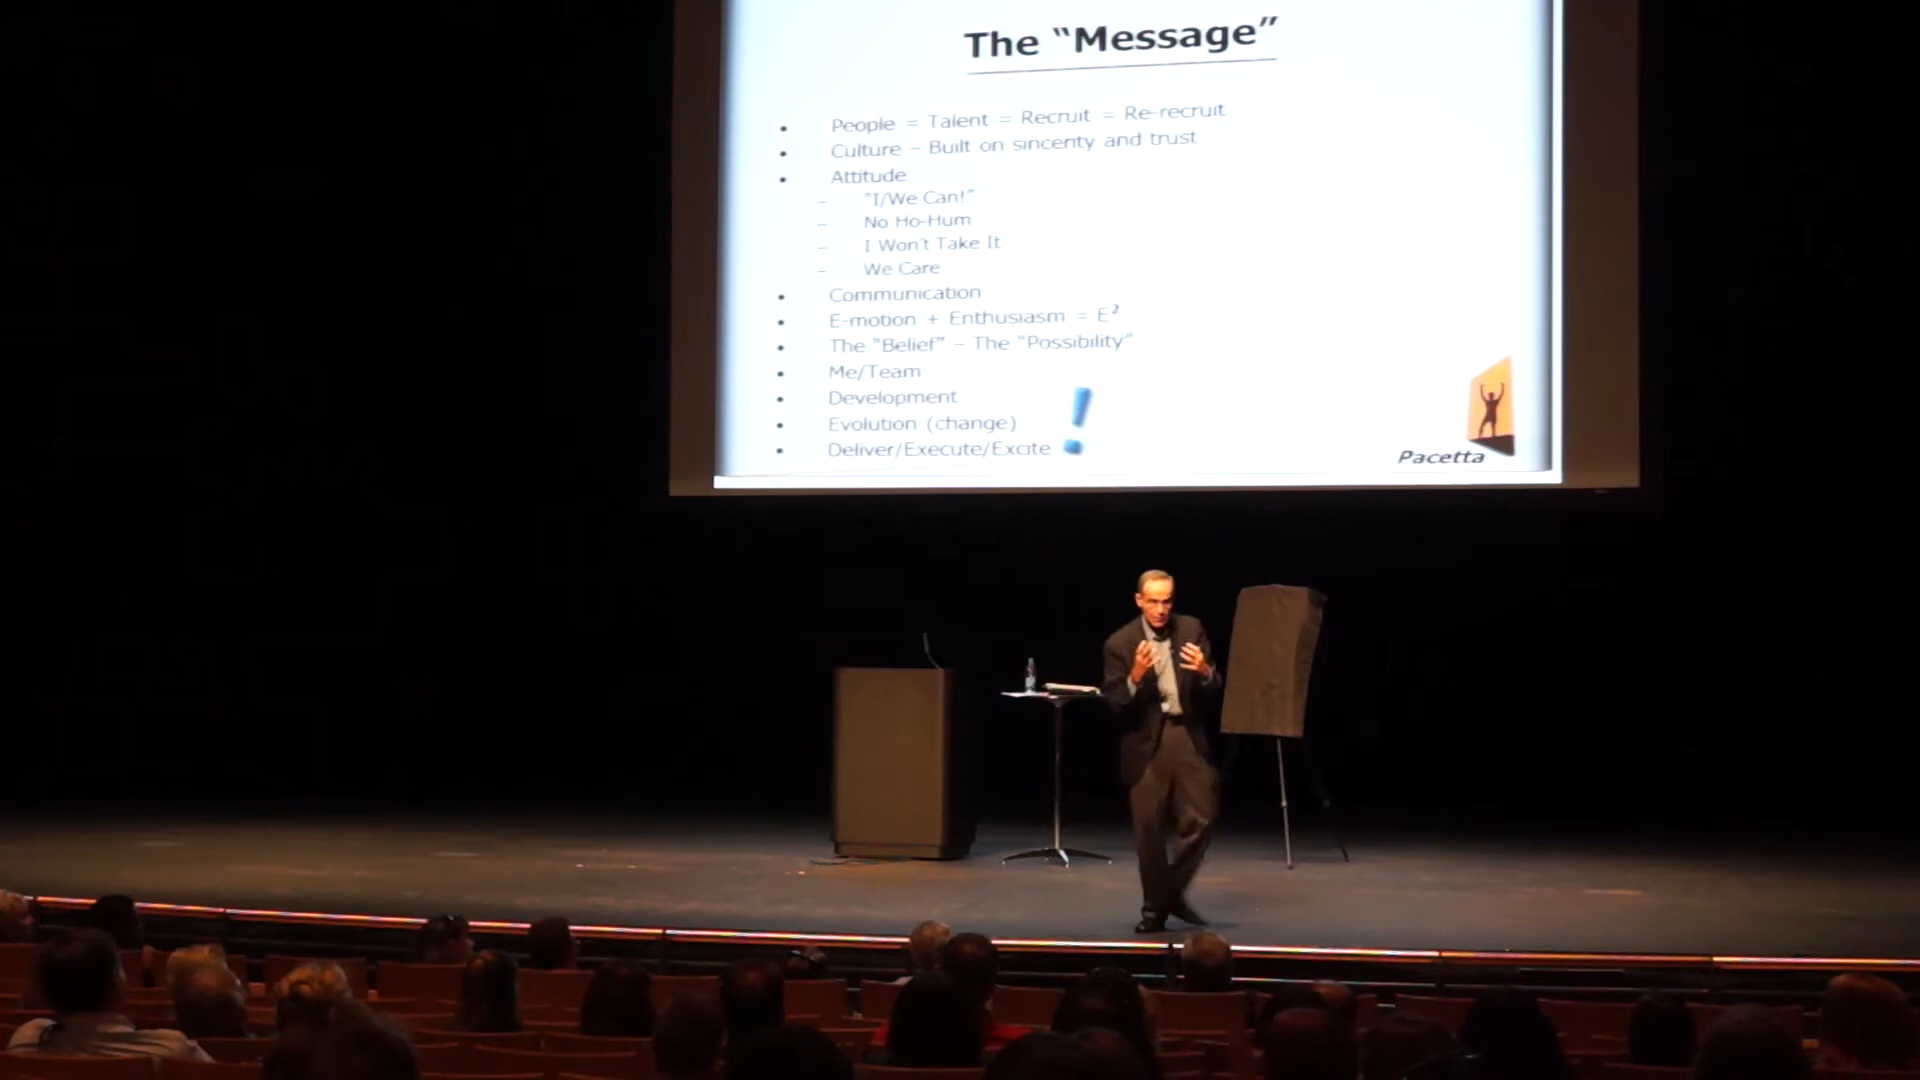 The “Message”
• People = Talent = Recruit = Re-recruit
• Culture – Built on sincerity and trust
• Attitude
– “I/We Can!”
– No Ho-Hum
– I Won't Take It
– We Care
• Communication
• E-motion + Enthusiasm = E²
• The “Belief” – The “Possibility”
• Me/Team
• Development
• Evolution (change)
• Deliver/Execute/Excite !
Pacetta